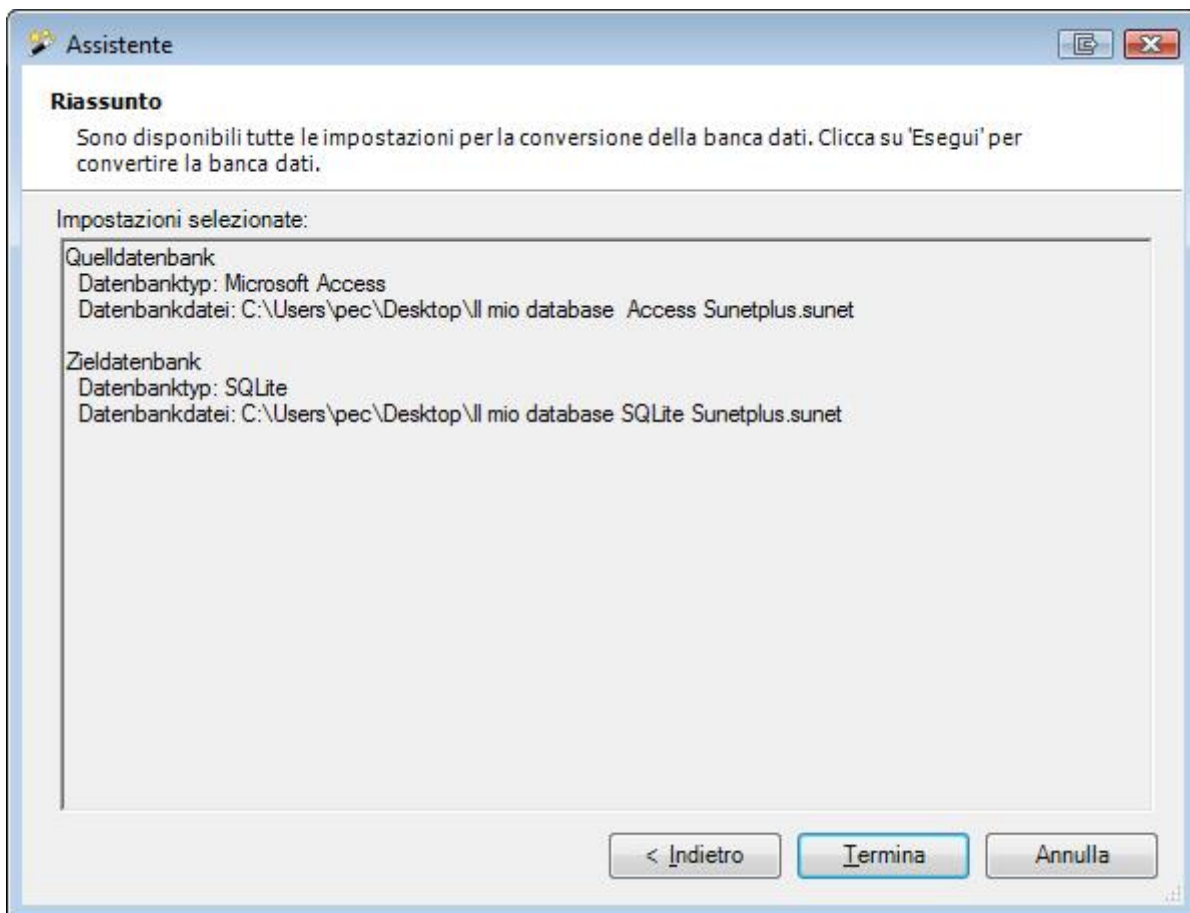 Assistente
Riassunto
Sono disponibili tutte le impostazioni per la conversione della banca dati. Clicca su 'Esegui' per
convertire la banca dati.
Impostazioni selezionate:
Quelldatenbank
Datenbanktyp: Microsoft Access
Datenbankdatei: C:\Users\pec\Desktop\Il mio database  Access Sunetplus.sunet
Zieldatenbank
Datenbanktyp: SQLite
Datenbankdatei: C:\Users\pec\Desktop\Il mio database SQLite Sunetplus.sunet
< Indietro
Termina
Annulla